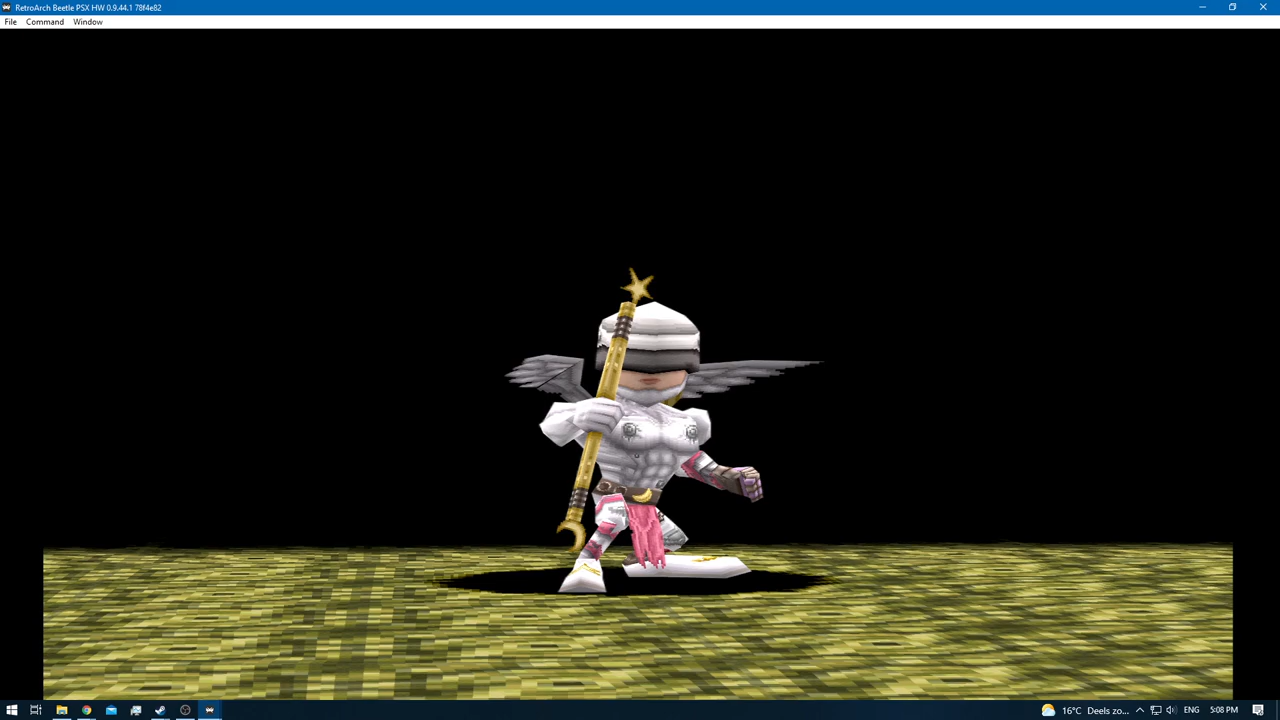 RetroArch Beetle PSX HW 0.9.44.1 78f4e82
File Command Window
16°C Deels zo... ENG 5:08 PM